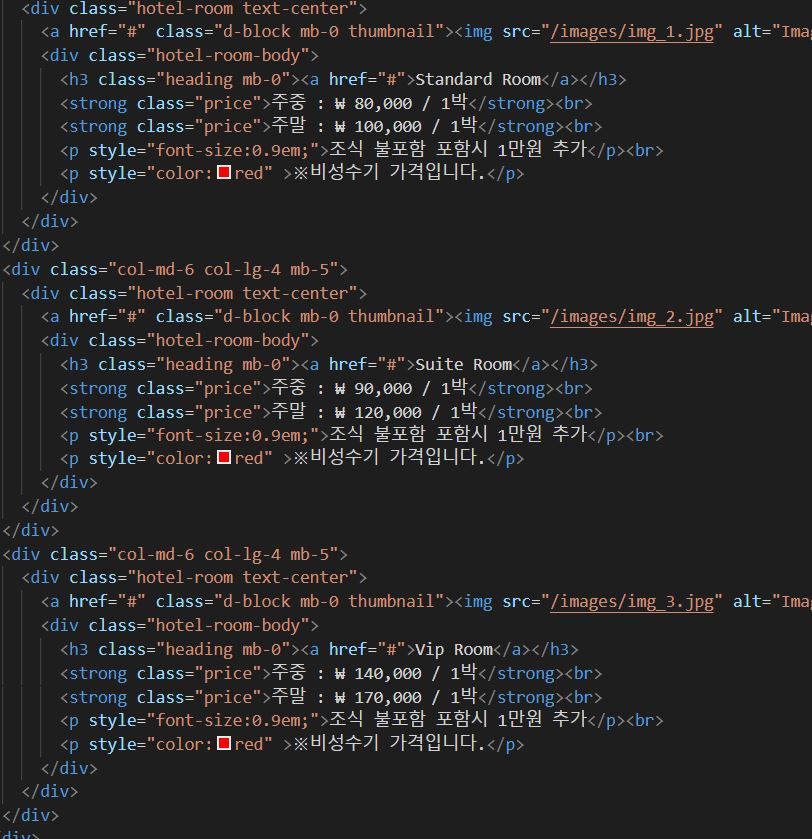 <div class="hotel-room text-center">
<a href="#" class="d-block mb-0 thumbnail"><img src="/images/img_1.jpg" alt="Imag
<div class="hotel-room-body">
<h3 class="heading mb-0"><a href="#">Standard Room</a></h3>
<strong class="price">주중 : ₩ 80,000 / 1박</strong><br>
<strong class="price">주말 : ₩ 100,000 / 1박</strong><br>
<p style="font-size:0.9em;">조식 불포함 포함시 1만원 추가</p><br>
<p style="color:red" >※비성수기 가격입니다.</p>
</div>
</div>
</div>
<div class="col-md-6 col-lg-4 mb-5">
<div class="hotel-room text-center">
<a href="#" class="d-block mb-0 thumbnail"><img src="/images/img_2.jpg" alt="Imag
<div class="hotel-room-body">
<h3 class="heading mb-0"><a href="#">Suite Room</a></h3>
<strong class="price">주중 : ₩ 90,000 / 1박</strong><br>
<strong class="price">주말 : ₩ 120,000 / 1박</strong><br>
<p style="font-size:0.9em;">조식 불포함 포함시 1만원 추가</p><br>
<p style="color:red" >※비성수기 가격입니다.</p>
</div>
</div>
</div>
<div class="col-md-6 col-lg-4 mb-5">
<div class="hotel-room text-center">
<a href="#" class="d-block mb-0 thumbnail"><img src="/images/img_3.jpg" alt="Imag
<div class="hotel-room-body">
<h3 class="heading mb-0"><a href="#">Vip Room</a></h3>
<strong class="price">주중 : ₩ 140,000 / 1박</strong><br>
<strong class="price">주말 : ₩ 170,000 / 1박</strong><br>
<p style="font-size:0.9em;">조식 불포함 포함시 1만원 추가</p><br>
<p style="color:red" >※비성수기 가격입니다.</p>
</div>
</div>
</div>